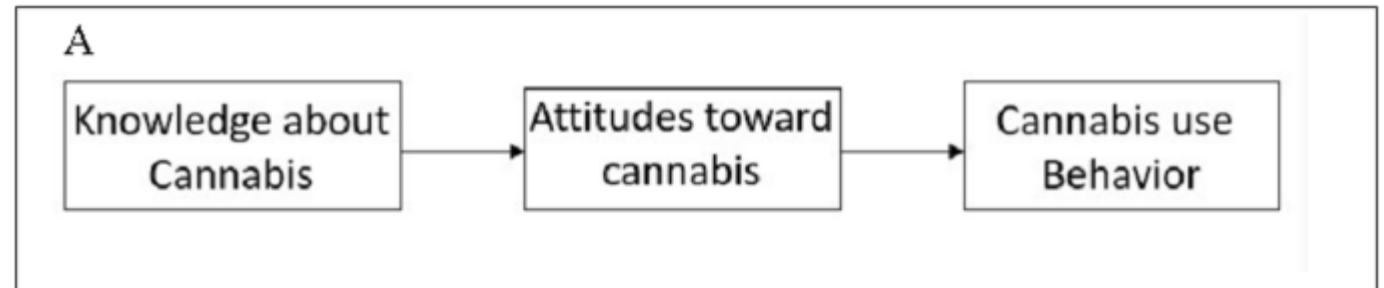 A
Knowledge about
Cannabis
Attitudes toward
cannabis
Cannabis use
Behavior